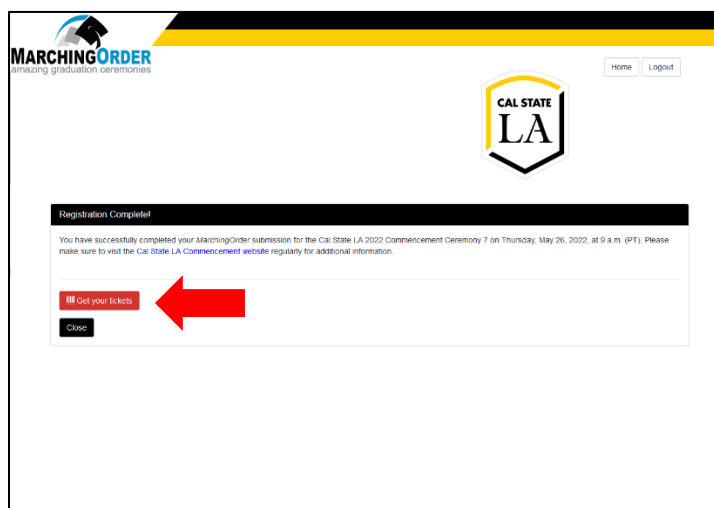 MARCHINGORDER
amazing graduation ceremonies
Home Logout
CAL STATE
LA
Registration Complete!
You have successfully completed your MarchingOrder submission for the Cal State LA 2022 Commencement Ceremony 7 on Thursday, May 26, 2022, at 9 a.m. (PT). Please
make sure to visit the Cal State LA Commencement website regularly for additional information.
Get your tickets
Close